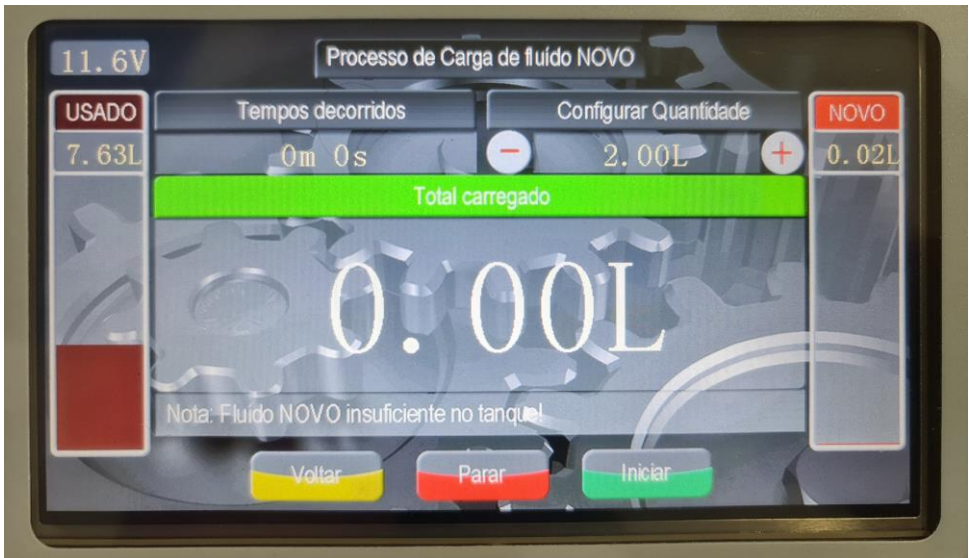 11.6V
Processo de Carga de fluído NOVO
USADO
Tempos decorridos
Configurar Quantidade
NOVO
7.63L
0m 0s
−
2.00L
+
0.02L
Total carregado
0.00L
Nota: Fluído NOVO insuficiente no tanque!
Voltar
Parar
Iniciar